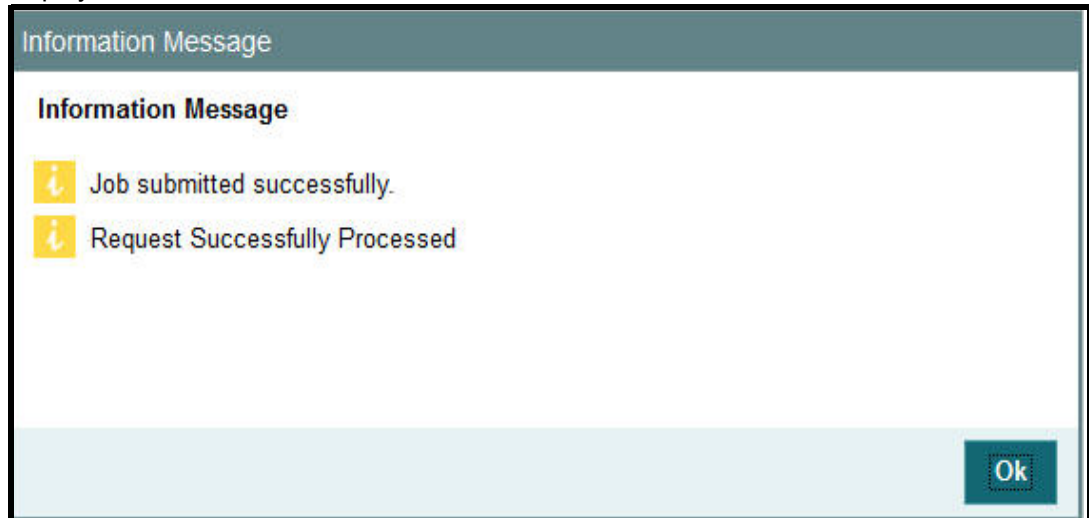 Information Message
Information Message
i Job submitted successfully.
i Request Successfully Processed
Ok